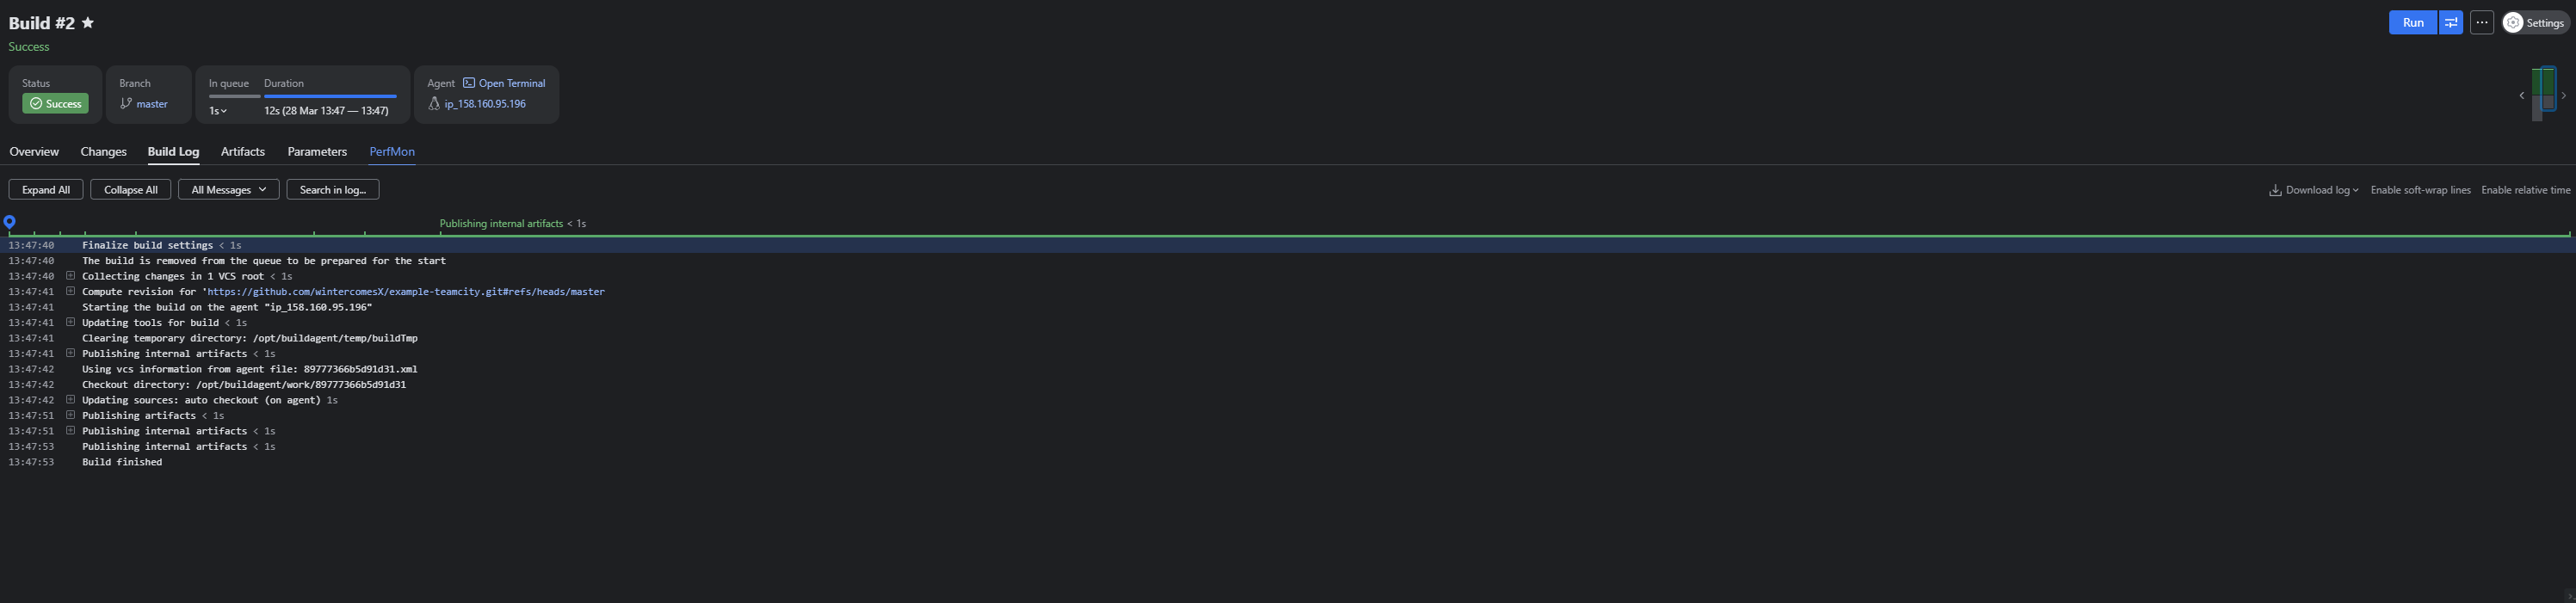 Build #2
Run
Settings
Success
Status
Success
Branch
master
In queue
Duration
1s
12s (28 Mar 13:47 — 13:47)
Agent
Open Terminal
ip_158.160.95.196
Overview
Changes
Build Log
Artifacts
Parameters
PerfMon
Expand All
Collapse All
All Messages
Search in log...
Download log
Enable soft-wrap lines
Enable relative time
Publishing internal artifacts < 1s
13:47:40 Finalize build settings < 1s
13:47:40 The build is removed from the queue to be prepared for the start
13:47:40 Collecting changes in 1 VCS root < 1s
13:47:41 Compute revision for 'https://github.com/wintercomesX/example-teamcity.git#refs/heads/master
13:47:41 Starting the build on the agent "ip_158.160.95.196"
13:47:41 Updating tools for build < 1s
13:47:41 Clearing temporary directory: /opt/buildagent/temp/buildTmp
13:47:41 Publishing internal artifacts < 1s
13:47:42 Using vcs information from agent file: 89777366b5d91d31.xml
13:47:42 Checkout directory: /opt/buildagent/work/89777366b5d91d31
13:47:42 Updating sources: auto checkout (on agent) 1s
13:47:51 Publishing artifacts < 1s
13:47:51 Publishing internal artifacts < 1s
13:47:53 Publishing internal artifacts < 1s
13:47:53 Build finished